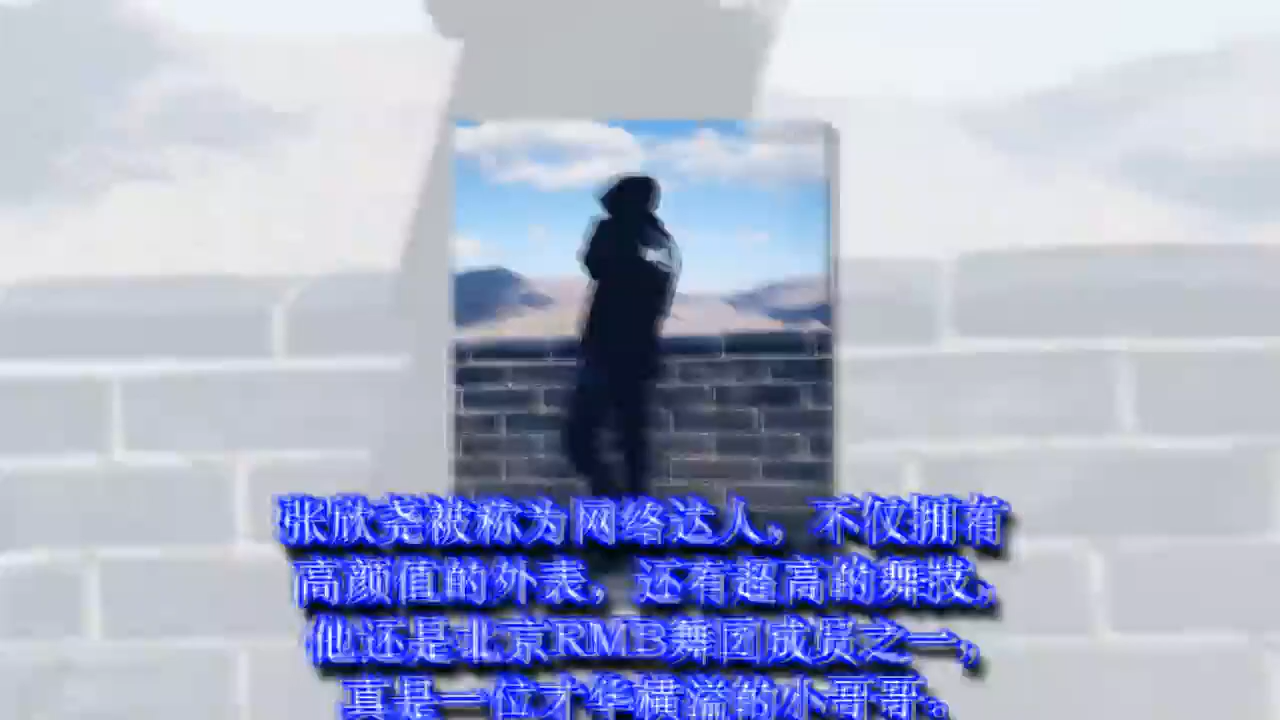 张欣尧被称为网络达人，不仅拥有
高颜值的外表，还有超高的舞技，
他还是北京RMB舞团成员之一，
真是一位才华横溢的小哥哥。